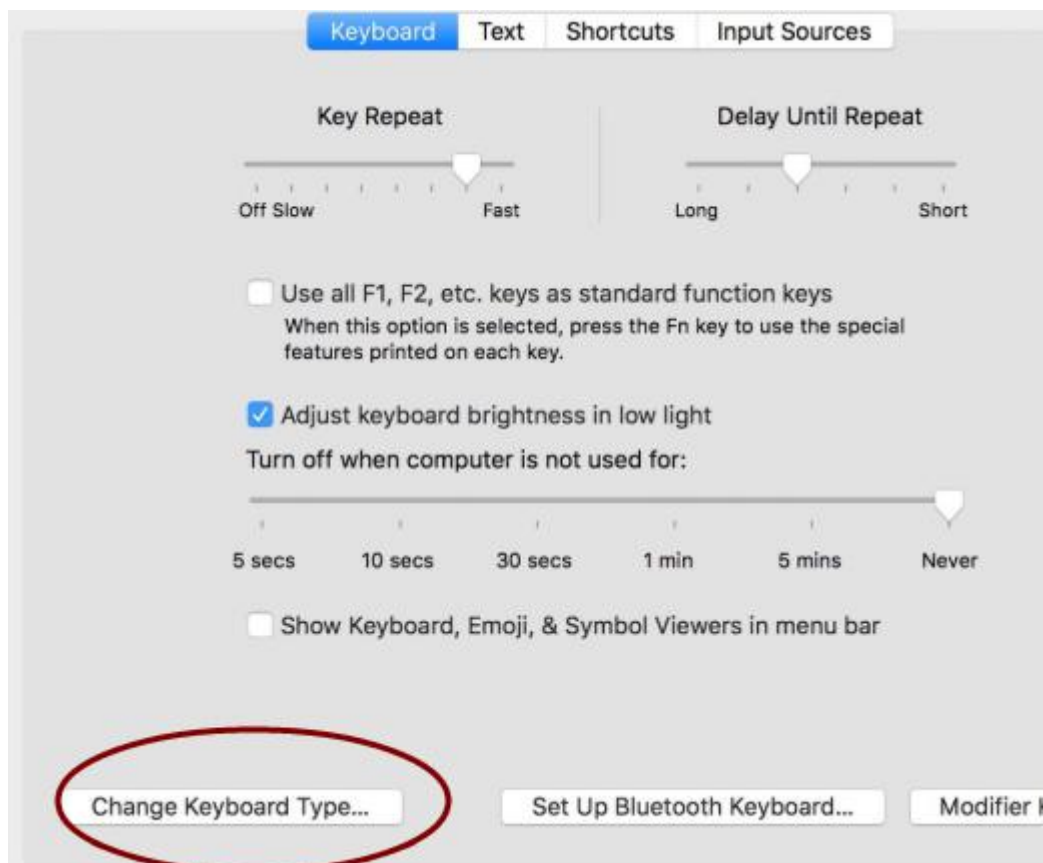 Keyboard Text Shortcuts Input Sources
Key Repeat Delay Until Repeat
Off Slow Fast Long Short
Use all F1, F2, etc. keys as standard function keys
When this option is selected, press the Fn key to use the special
features printed on each key.
Adjust keyboard brightness in low light
Turn off when computer is not used for:
5 secs 10 secs 30 secs 1 min 5 mins Never
Show Keyboard, Emoji, & Symbol Viewers in menu bar
Change Keyboard Type... Set Up Bluetooth Keyboard... Modifier